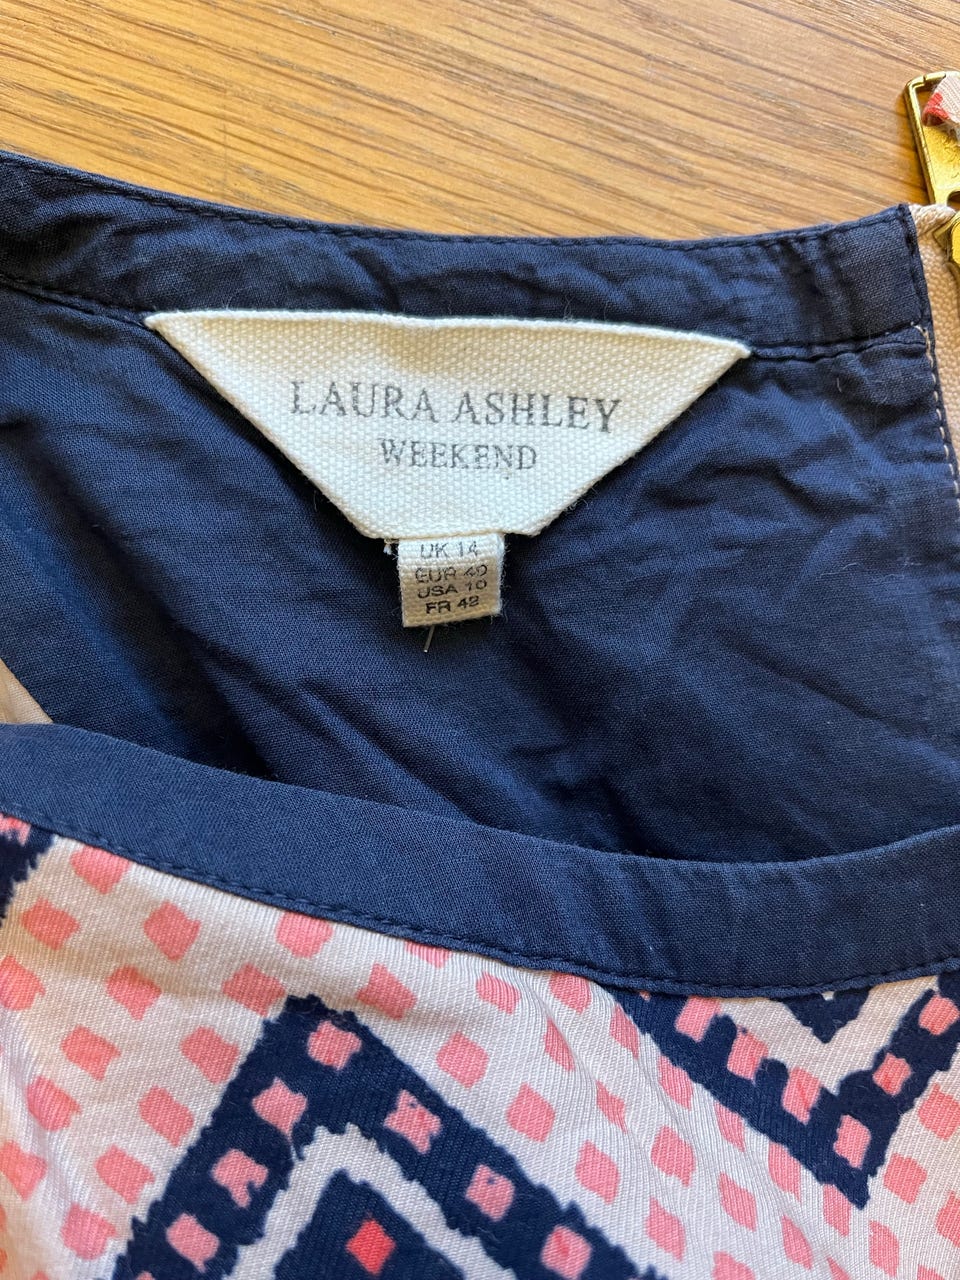 LAURA ASHLEY
WEEKEND
UK 14
EUR 40
USA 10
FR 42